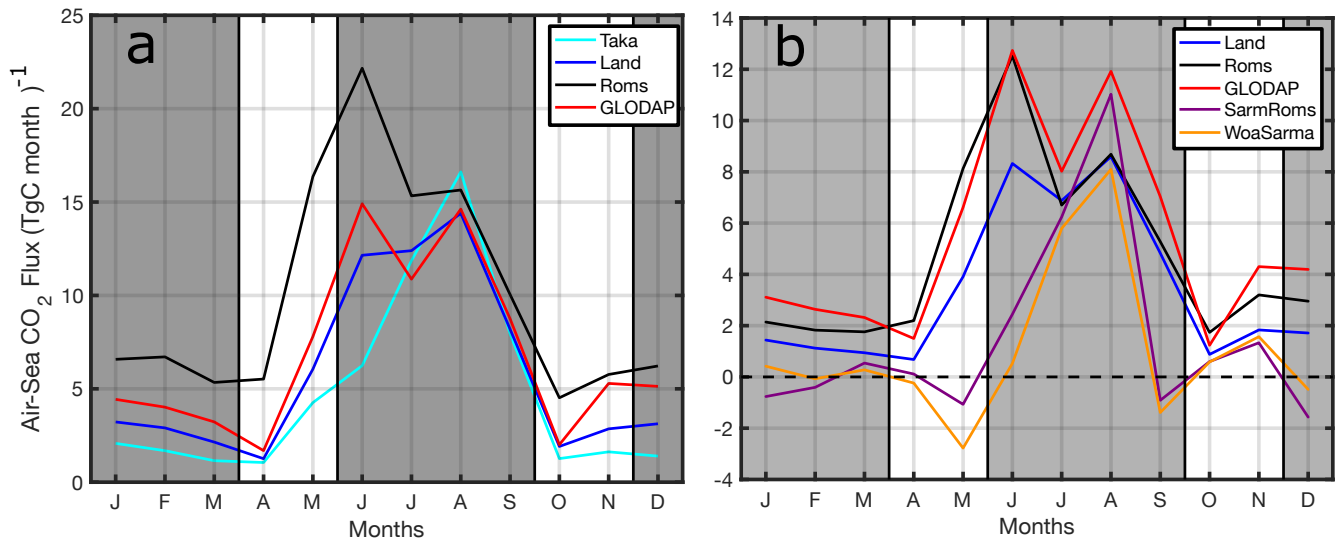 a
Taka
Land
Roms
GLODAP
25
20
15
10
5
0
Air-Sea CO2 Flux (TgC month )-1
J F M A M J J A S O N D
Months
b
Land
Roms
GLODAP
SarmRoms
WoaSarma
14
12
10
8
6
4
2
0
-2
-4
J F M A M J J A S O N D
Months